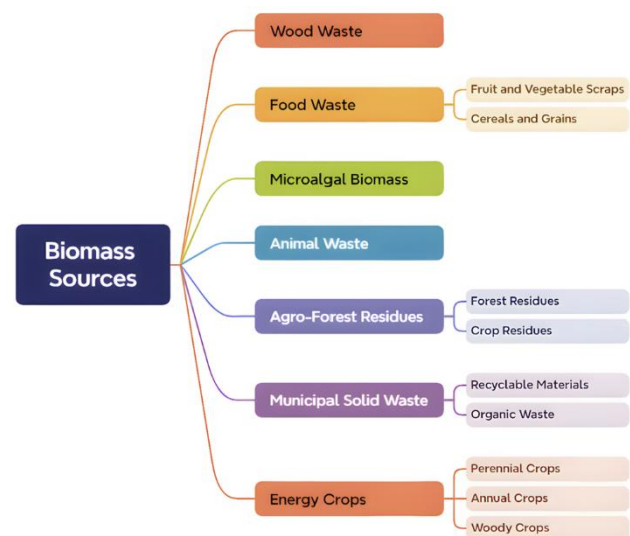 Biomass
Sources
Wood Waste
Food Waste
Fruit and Vegetable Scraps
Cereals and Grains
Microalgal Biomass
Animal Waste
Agro-Forest Residues
Forest Residues
Crop Residues
Municipal Solid Waste
Recyclable Materials
Organic Waste
Energy Crops
Perennial Crops
Annual Crops
Woody Crops